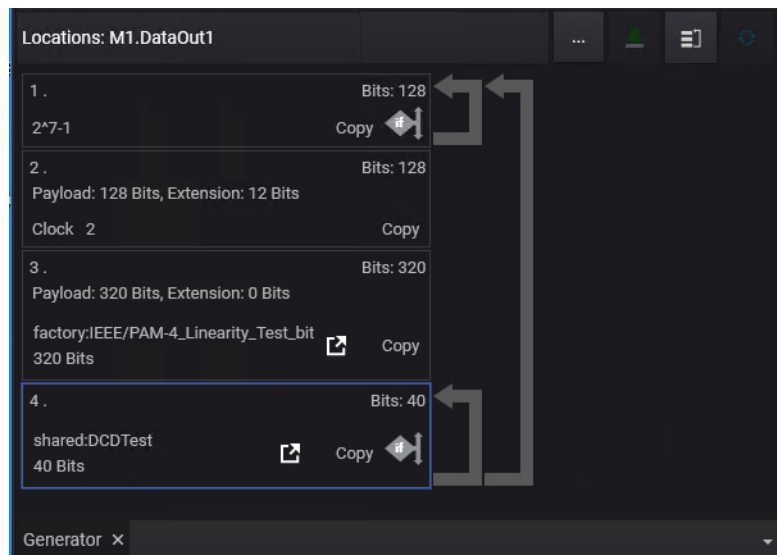 Locations: M1.DataOut1
...
1 .
Bits: 128
2^7-1
Copy
if
2 .
Bits: 128
Payload: 128 Bits, Extension: 12 Bits
Clock 2
Copy
3 .
Bits: 320
Payload: 320 Bits, Extension: 0 Bits
factory:IEEE/PAM-4_Linearity_Test_bit
320 Bits
Copy
4 .
Bits: 40
shared:DCDTest
40 Bits
Copy
if
Generator ×